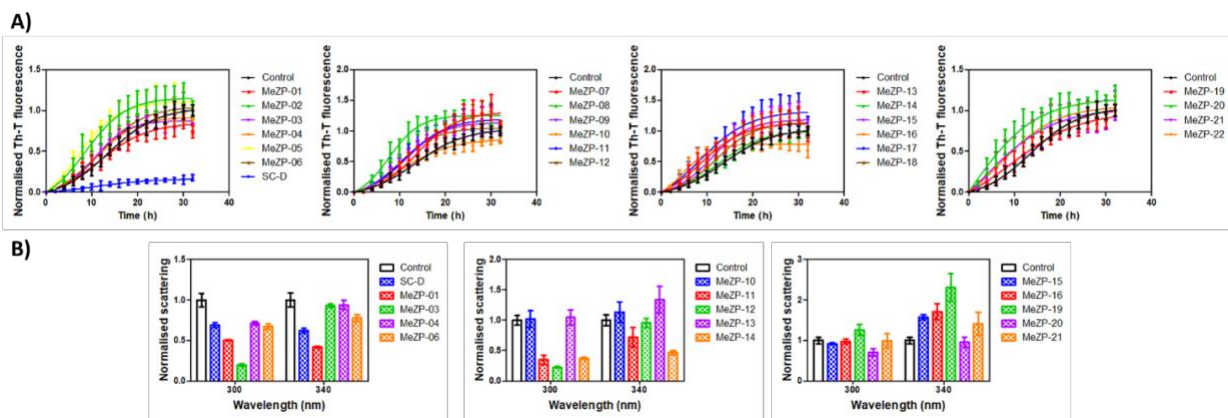 A)
Normalised Th-T fluorescence
1.5
1.0
0.5
0.0
0
10
20
30
40
Time (h)
Control
MeZP-01
MeZP-02
MeZP-03
MeZP-04
MeZP-05
MeZP-06
SC-D
Normalised Th-T fluorescence
2.0
1.5
1.0
0.5
0.0
0
10
20
30
40
Time (h)
Control
MeZP-07
MeZP-08
MeZP-09
MeZP-10
MeZP-11
MeZP-12
Normalised Th-T fluorescence
2.0
1.5
1.0
0.5
0.0
0
10
20
30
40
Time (h)
Control
MeZP-13
MeZP-14
MeZP-15
MeZP-16
MeZP-17
MeZP-18
Normalised Th-T fluorescence
1.5
1.0
0.5
0.0
0
10
20
30
40
Time (h)
Control
MeZP-19
MeZP-20
MeZP-21
MeZP-22
B)
Normalised scattering
1.5
1.0
0.5
0.0
300
340
Wavelength (nm)
Control
SC-D
MeZP-01
MeZP-03
MeZP-04
MeZP-06
Normalised scattering
2.0
1.5
1.0
0.5
0.0
300
340
Wavelength (nm)
Control
MeZP-10
MeZP-11
MeZP-12
MeZP-13
MeZP-14
Normalised scattering
3
2
1
0
300
340
Wavelength (nm)
Control
MeZP-15
MeZP-16
MeZP-19
MeZP-20
MeZP-21